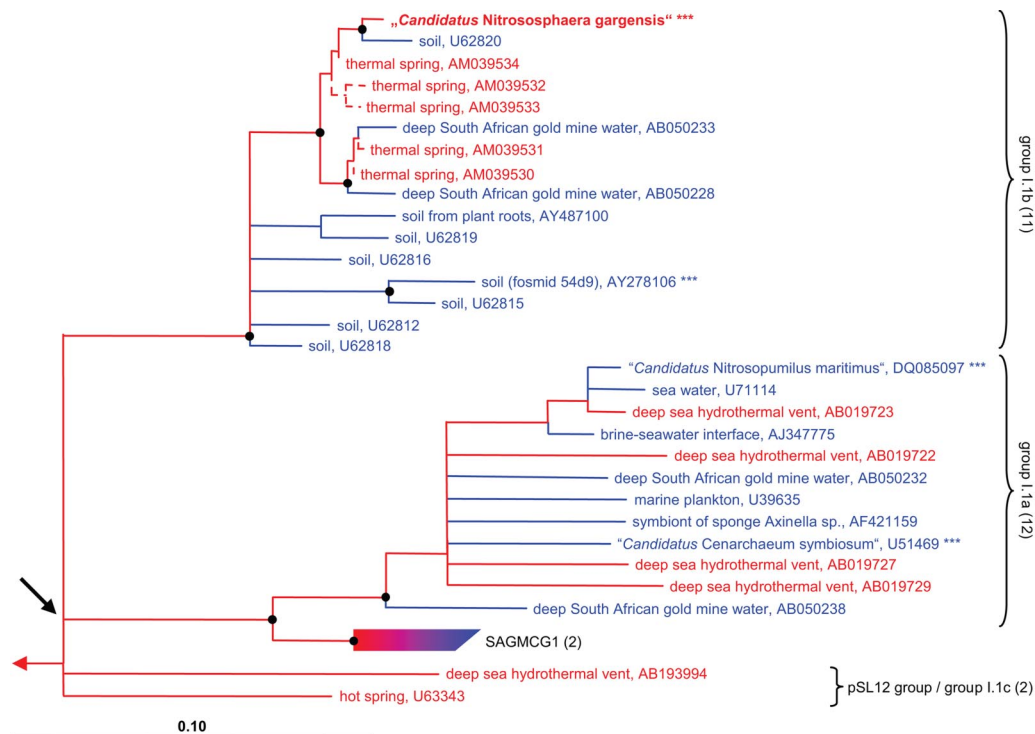 „Candidatus Nitrososphaera gargensis“ ***
soil, U62820
thermal spring, AM039534
thermal spring, AM039532
thermal spring, AM039533
deep South African gold mine water, AB050233
thermal spring, AM039531
thermal spring, AM039530
deep South African gold mine water, AB050228
soil from plant roots, AY487100
soil, U62819
soil, U62816
soil (fosmid 54d9), AY278106 ***
soil, U62815
soil, U62812
soil, U62818
group I.1b (11)
“Candidatus Nitrosopumilus maritimus“, DQ085097 ***
sea water, U71114
deep sea hydrothermal vent, AB019723
brine-seawater interface, AJ347775
deep sea hydrothermal vent, AB019722
deep South African gold mine water, AB050232
marine plankton, U39635
symbiont of sponge Axinella sp., AF421159
“Candidatus Cenarchaeum symbiosum“, U51469 ***
deep sea hydrothermal vent, AB019727
deep sea hydrothermal vent, AB019729
deep South African gold mine water, AB050238
group I.1a (12)
SAGMCG1 (2)
deep sea hydrothermal vent, AB193994
hot spring, U63343
pSL12 group / group I.1c (2)
0.10